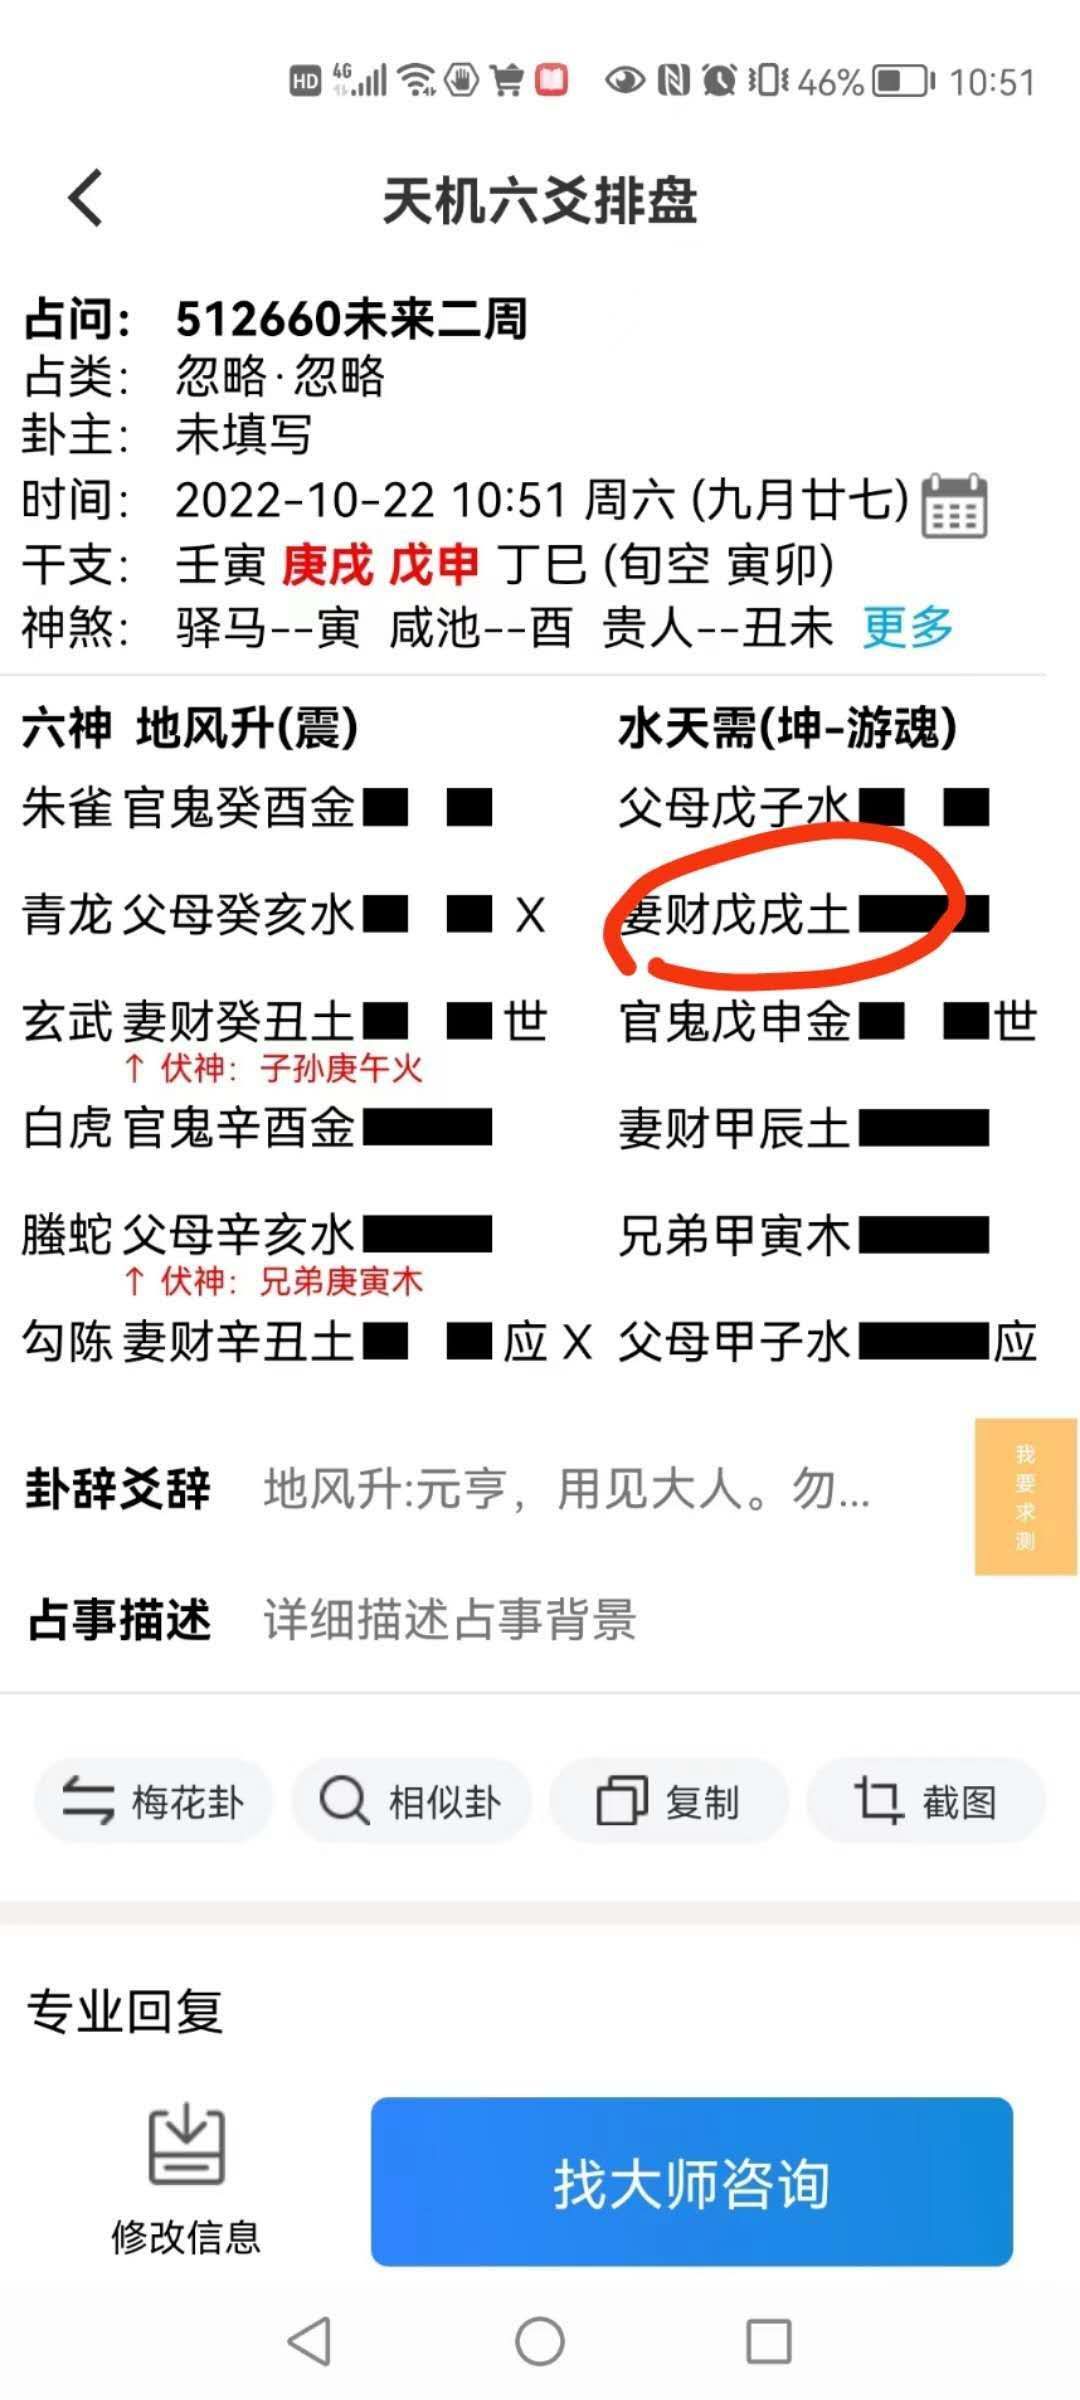 HD 4G 46% 10:51
天机六爻排盘
占问： 512660未来二周
占类： 忽略·忽略
卦主： 未填写
时间： 2022-10-22 10:51 周六 (九月廿七)
干支： 壬寅 庚戌 戊申 丁巳 (旬空 寅卯)
神煞： 驿马--寅 咸池--酉 贵人--丑未 更多
六神 地风升(震) 水天需(坤-游魂)
朱雀 官鬼癸酉金 父母戊子水
青龙 父母癸亥水 X 妻财戊戌土
玄武 妻财癸丑土 世 官鬼戊申金 世
↑ 伏神：子孙庚午火
白虎 官鬼辛酉金 妻财甲辰土
螣蛇 父母辛亥水 兄弟甲寅木
↑ 伏神：兄弟庚寅木
勾陈 妻财辛丑土 应 X 父母甲子水 应
我要求测
卦辞爻辞 地风升:元亨，用见大人。勿...
占事描述 详细描述占事背景
梅花卦 相似卦 复制 截图
专业回复
修改信息 找大师咨询